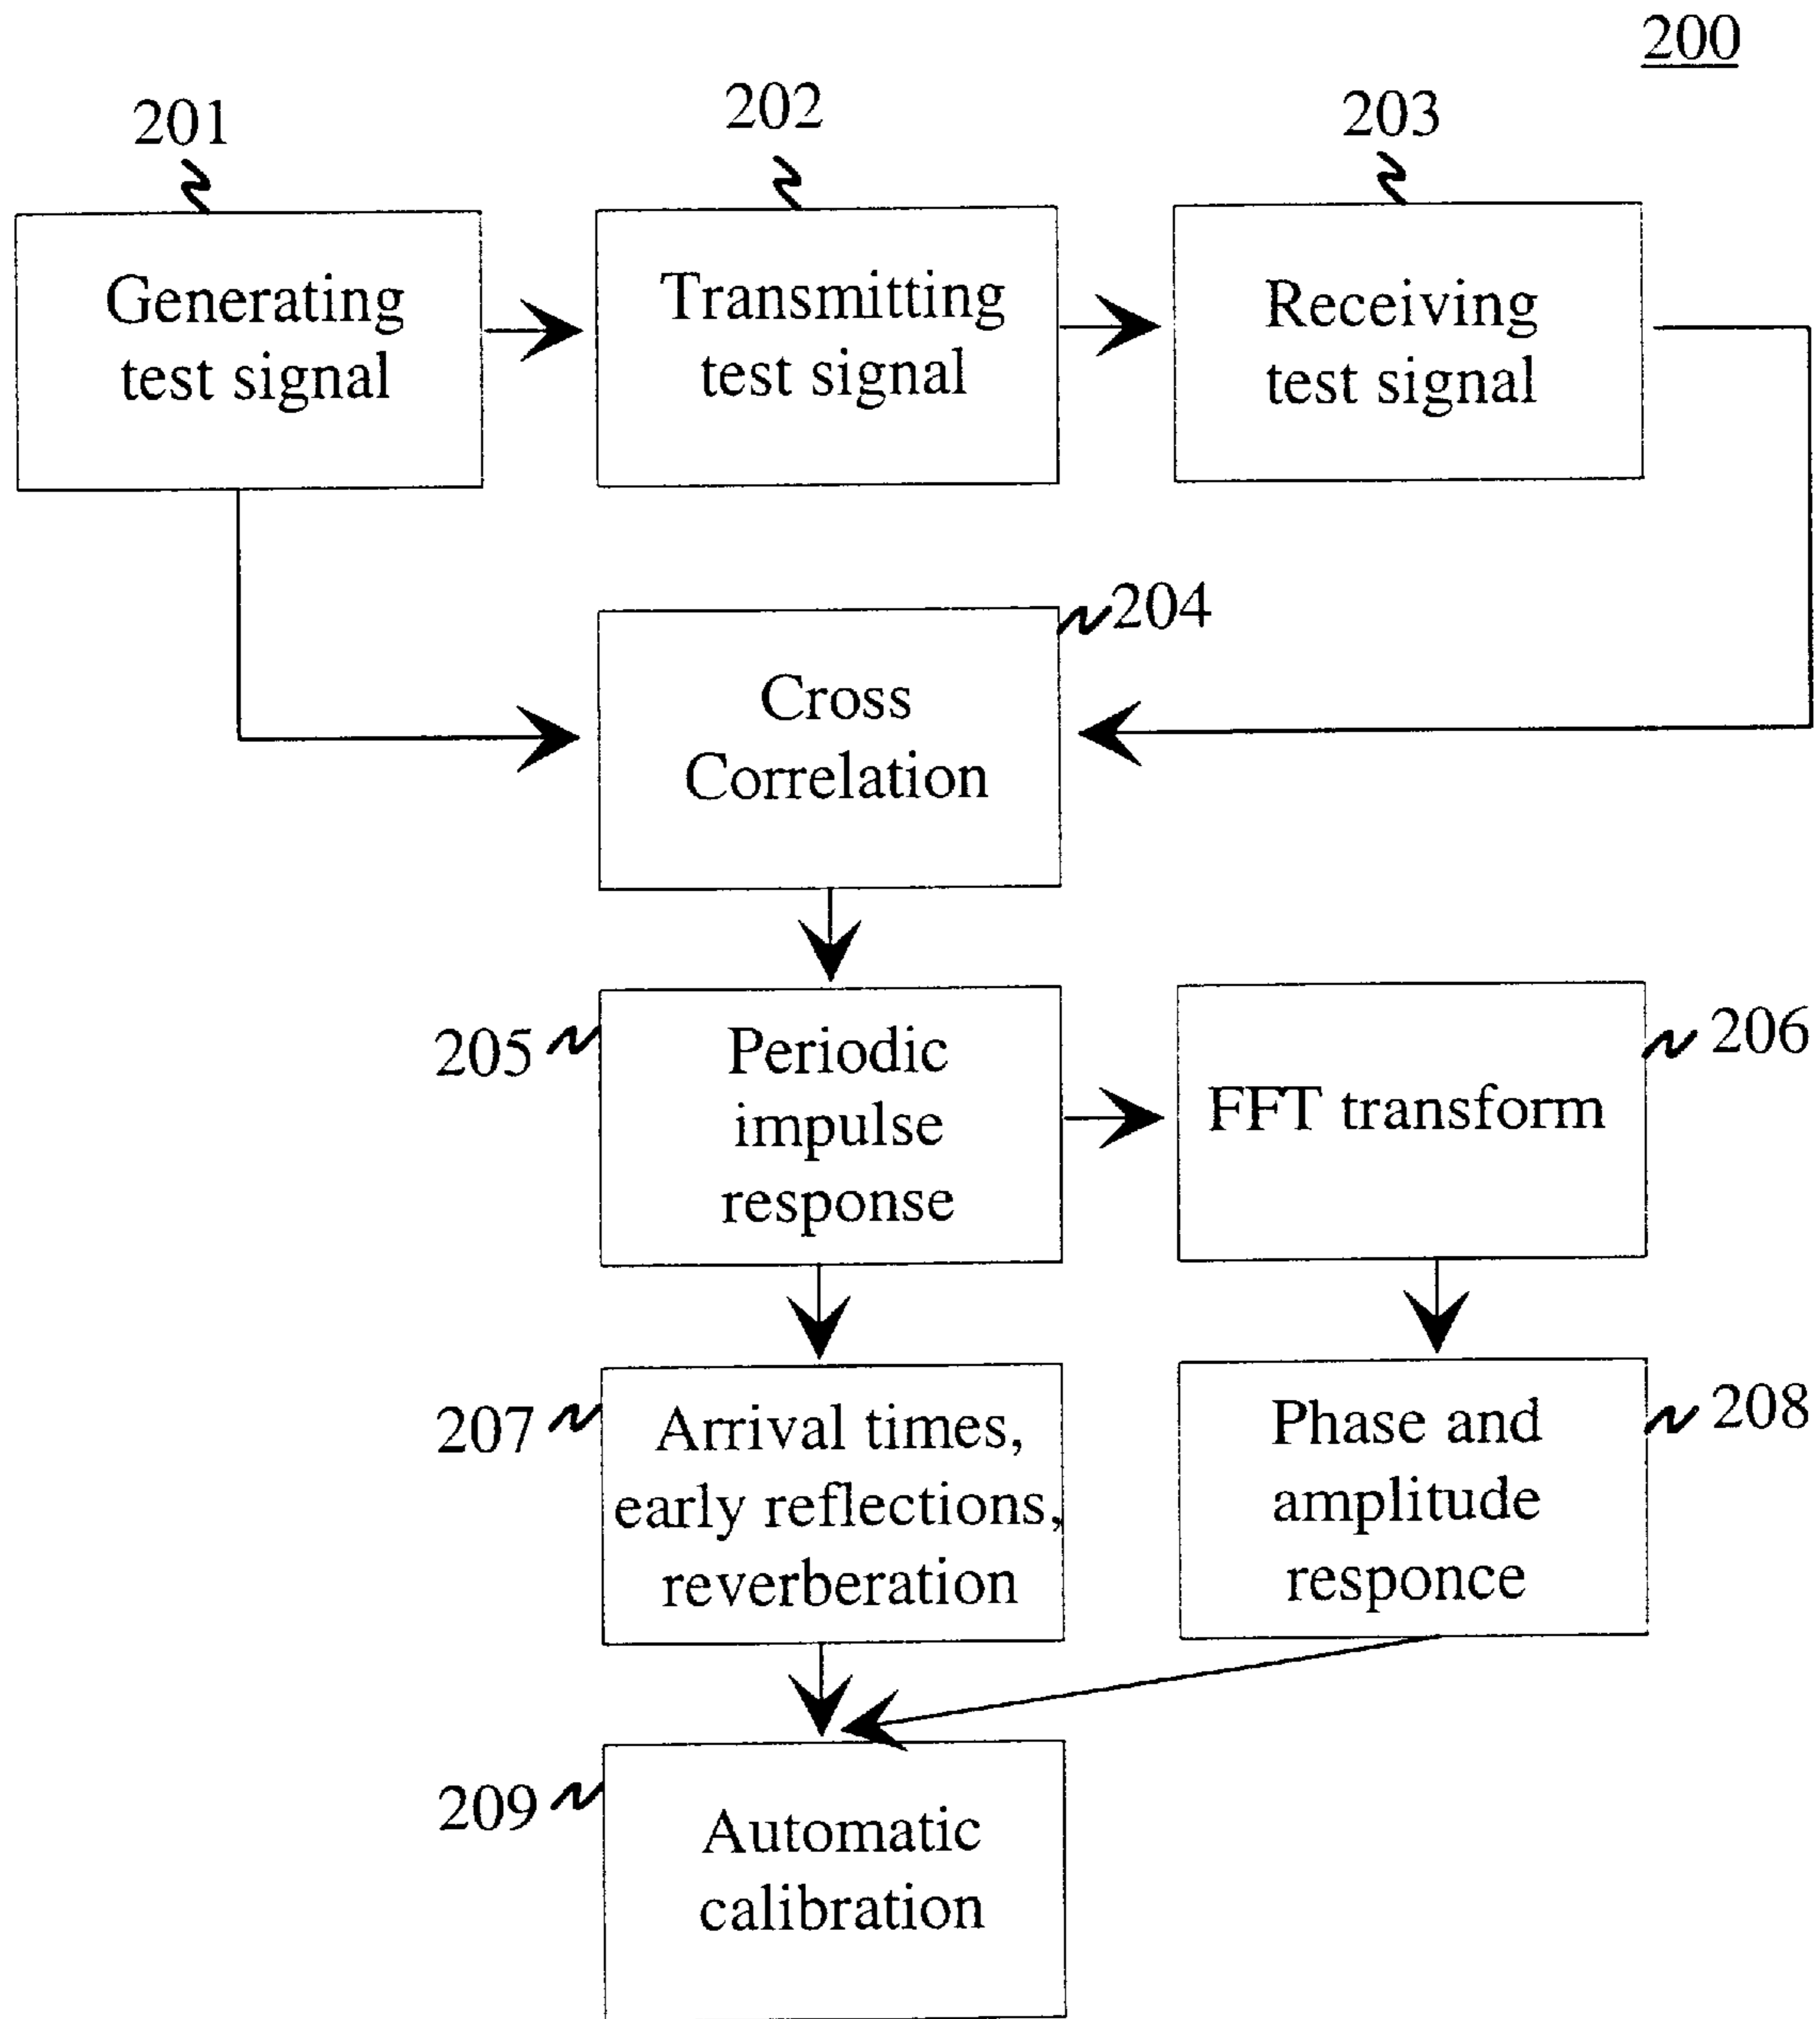 200
201
202
203
Generating
test signal
Transmitting
test signal
Receiving
test signal
204
Cross
Correlation
205
Periodic
impulse
response
206
FFT transform
207
Arrival times,
early reflections,
reverberation
208
Phase and
amplitude
responce
209
Automatic
calibration